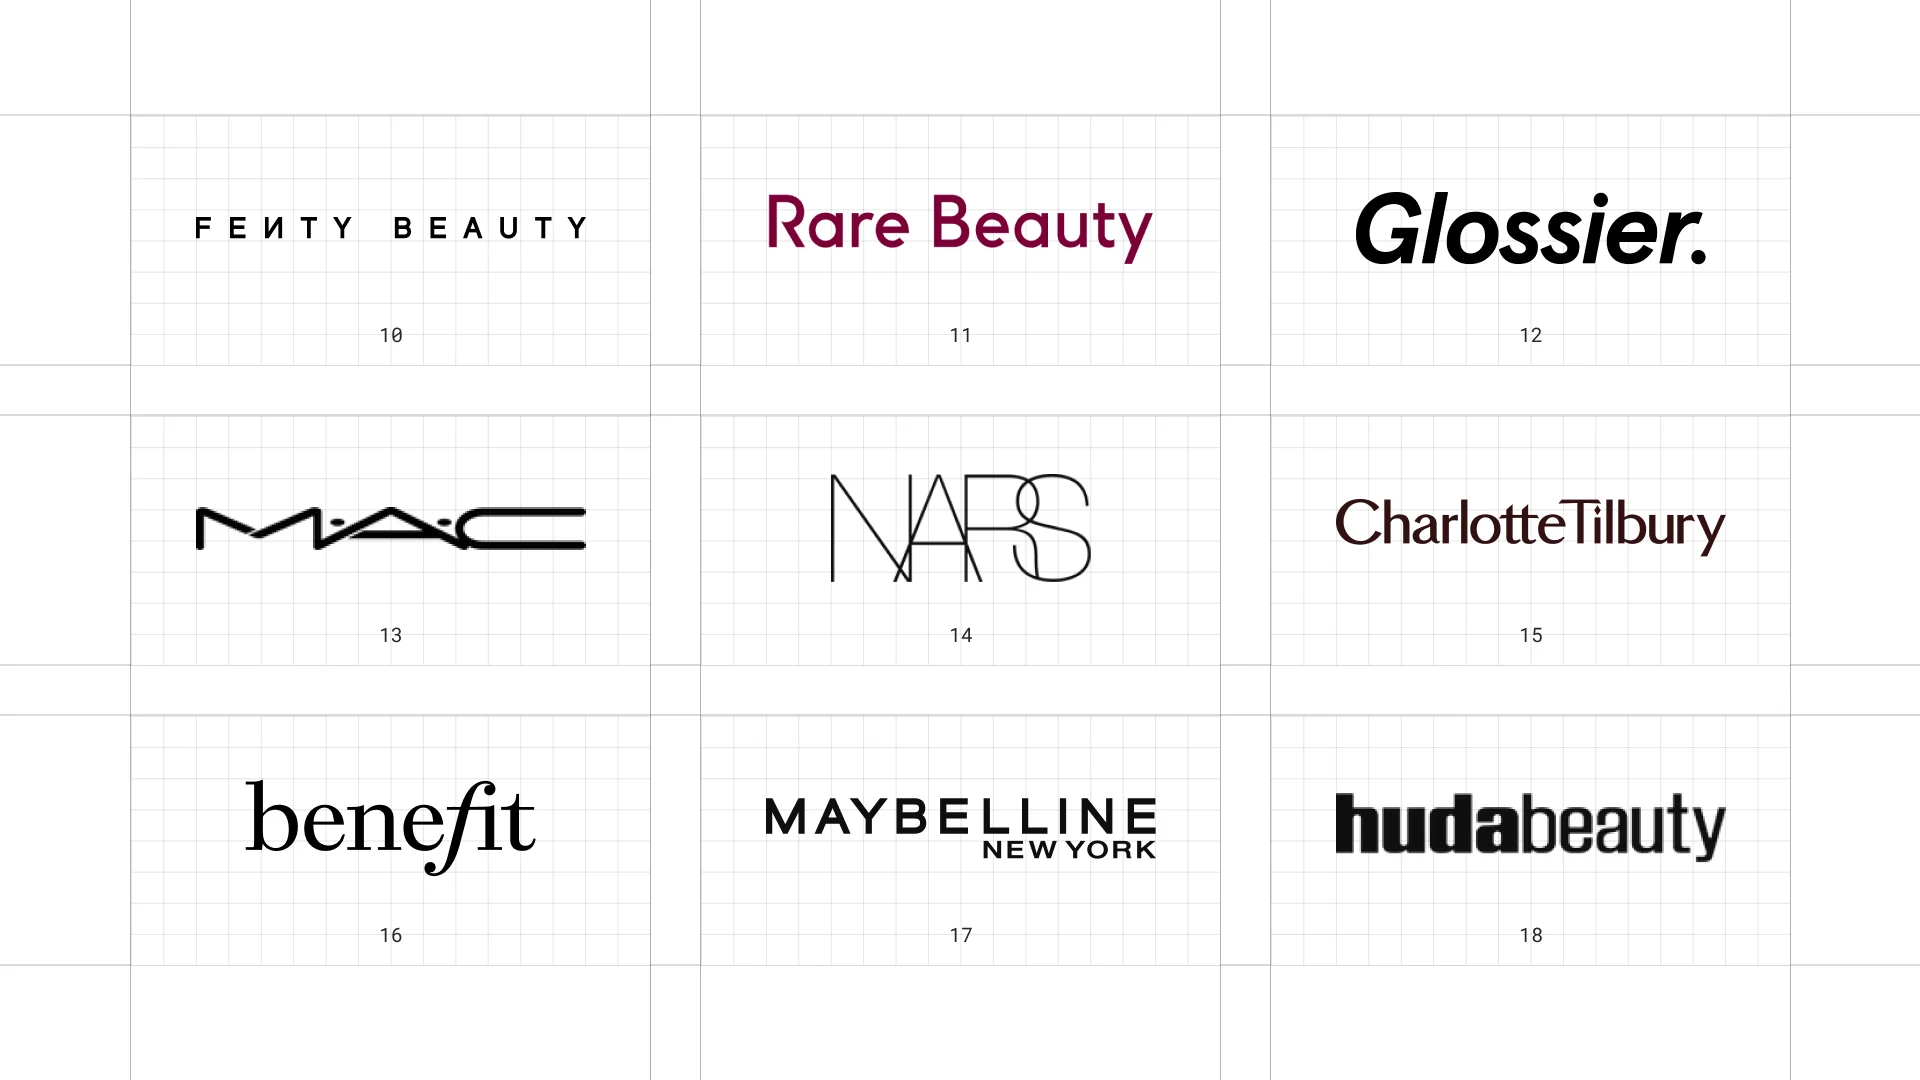 FENTY BEAUTY
10
Rare Beauty
11
Glossier.
12
M·A·C
13
NARS
14
CharlotteTilbury
15
benefit
16
MAYBELLINE
NEW YORK
17
hudabeauty
18